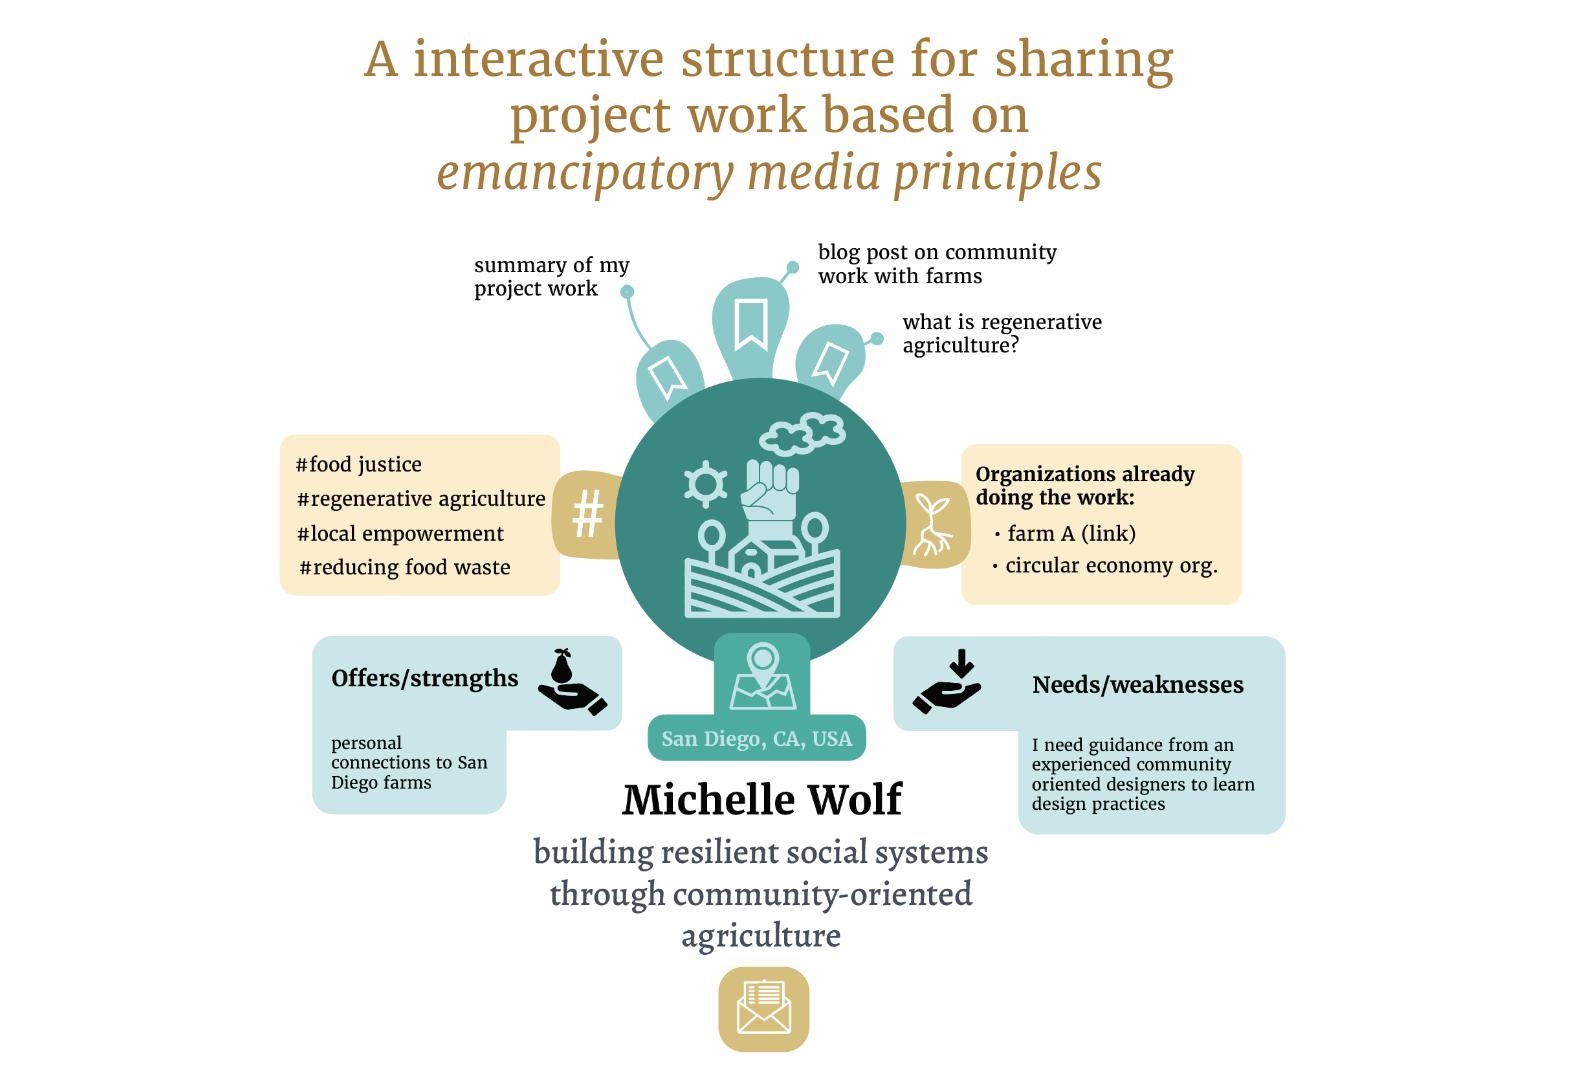 A interactive structure for sharing
project work based on
emancipatory media principles
summary of my
project work
blog post on community
work with farms
what is regenerative
agriculture?
#food justice
#regenerative agriculture
#local empowerment
#reducing food waste
#
Organizations already
doing the work:
• farm A (link)
• circular economy org.
Offers/strengths
personal
connections to San
Diego farms
Needs/weaknesses
I need guidance from an
experienced community
oriented designers to learn
design practices
San Diego, CA, USA
Michelle Wolf
building resilient social systems
through community-oriented
agriculture